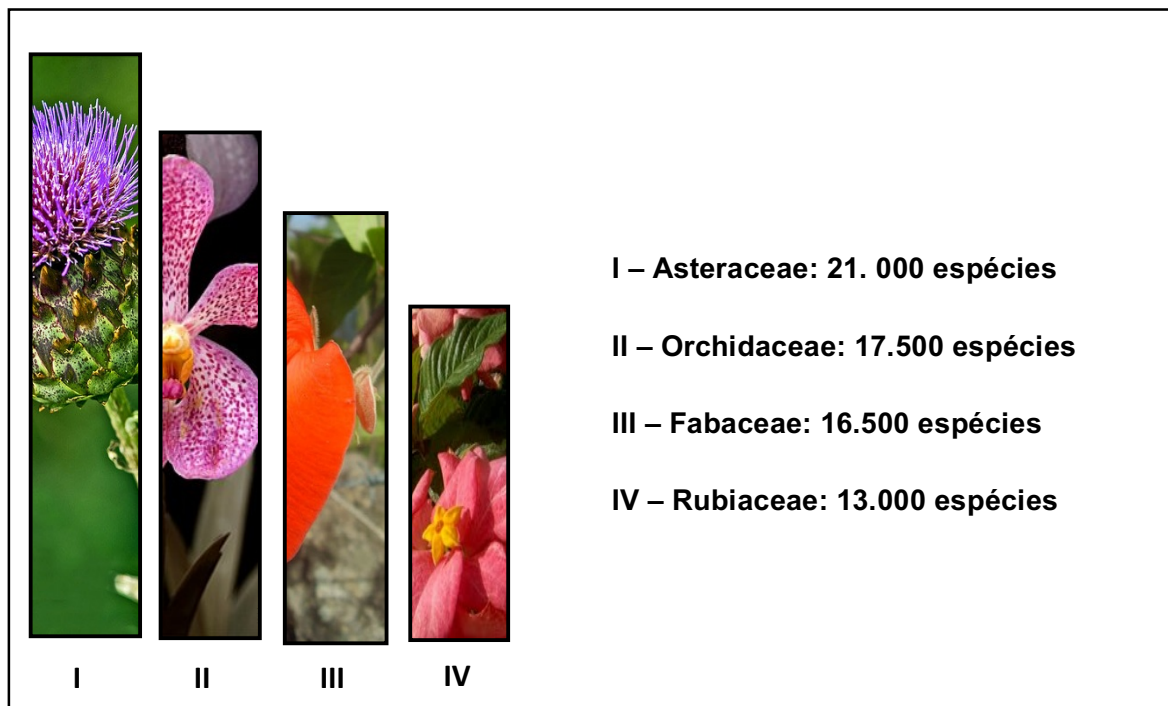 I – Asteraceae: 21. 000 espécies
II – Orchidaceae: 17.500 espécies
III – Fabaceae: 16.500 espécies
IV – Rubiaceae: 13.000 espécies
I II III IV